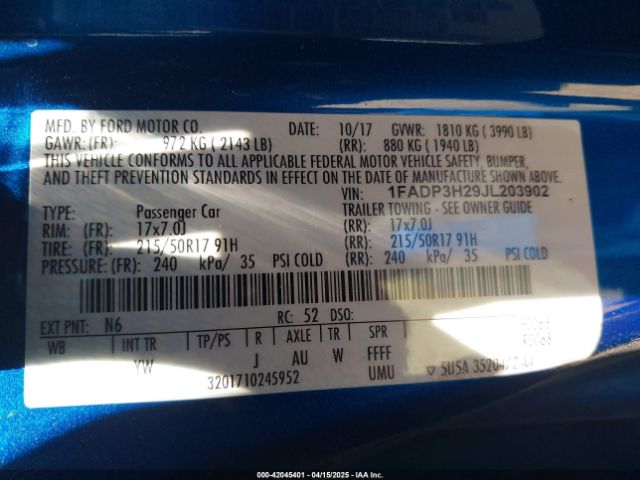 MFD. BY FORD MOTOR CO. DATE: 10/17 GVWR: 1810 KG ( 3990 LB)
GAWR: (FR): 972 KG ( 2143 LB) (RR): 880 KG ( 1940 LB)
THIS VEHICLE CONFORMS TO ALL APPLICABLE FEDERAL MOTOR VEHICLE SAFETY, BUMPER,
AND THEFT PREVENTION STANDARDS IN EFFECT ON THE DATE OF MANUFACTURE SHOWN ABOVE.
VIN: 1FADP3H29JL203902
TYPE: Passenger Car TRAILER TOWING - SEE OWNER GUIDE
RIM: (FR): 17x7.0J (RR): 17x7.0J
TIRE: (FR): 215/50R17 91H (RR): 215/50R17 91H
PRESSURE: (FR): 240 kPa/ 35 PSI COLD (RR): 240 kPa/ 35 PSI COLD
EXT PNT: N6 RC: 52 DSO:
WB INT TR TP/PS R AXLE TR SPR
YW J AU W FFFF
3201710245952 UMU 5U5A
000-42045401 - 04/15/2025 - IAA Inc.